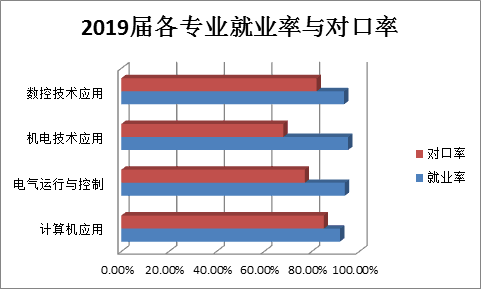 2019届各专业就业率与对口率
数控技术应用
机电技术应用
电气运行与控制
计算机应用
对口率
就业率
0.00% 20.00% 40.00% 60.00% 80.00% 100.00%